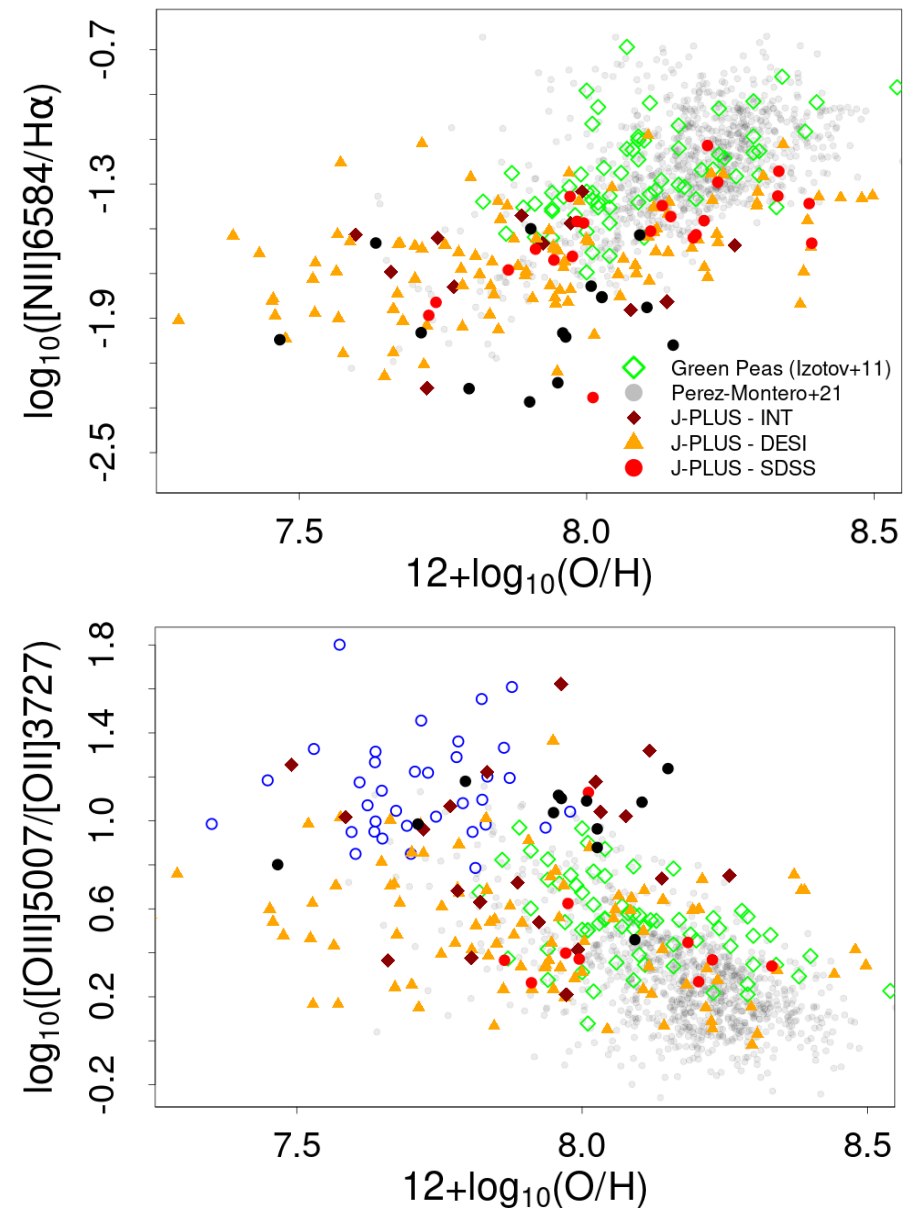 log₁₀([NII]6584/Hα)
-0.7
-1.3
-1.9
-2.5
Green Peas (Izotov+11)
Perez-Montero+21
J-PLUS - INT
J-PLUS - DESI
J-PLUS - SDSS
7.5 8.0 8.5
12+log₁₀(O/H)
log₁₀([OIII]5007/[OII]3727)
1.8
1.4
1.0
0.6
0.2
-0.2
7.5 8.0 8.5
12+log₁₀(O/H)